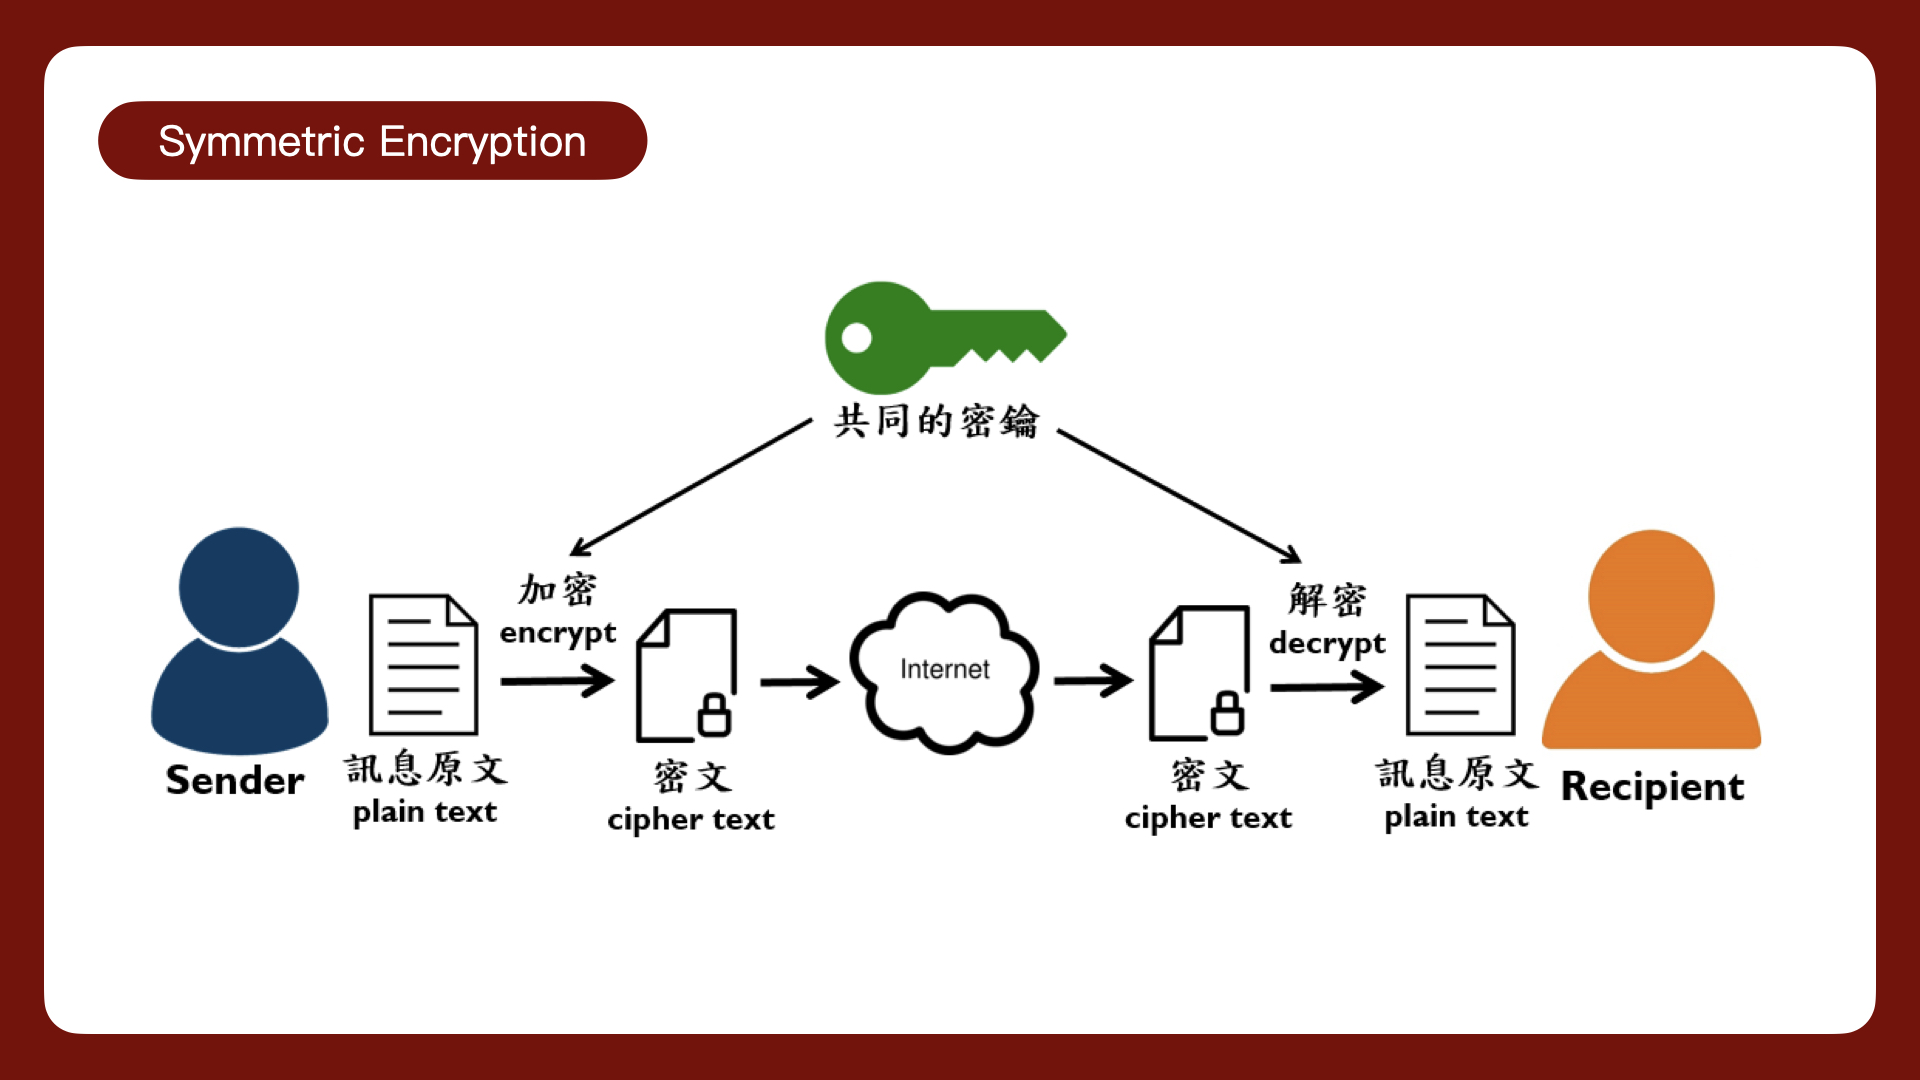 Symmetric Encryption
共同的密鑰
加密
encrypt
解密
decrypt
Internet
Sender
訊息原文
plain text
密文
cipher text
密文
cipher text
訊息原文
plain text
Recipient